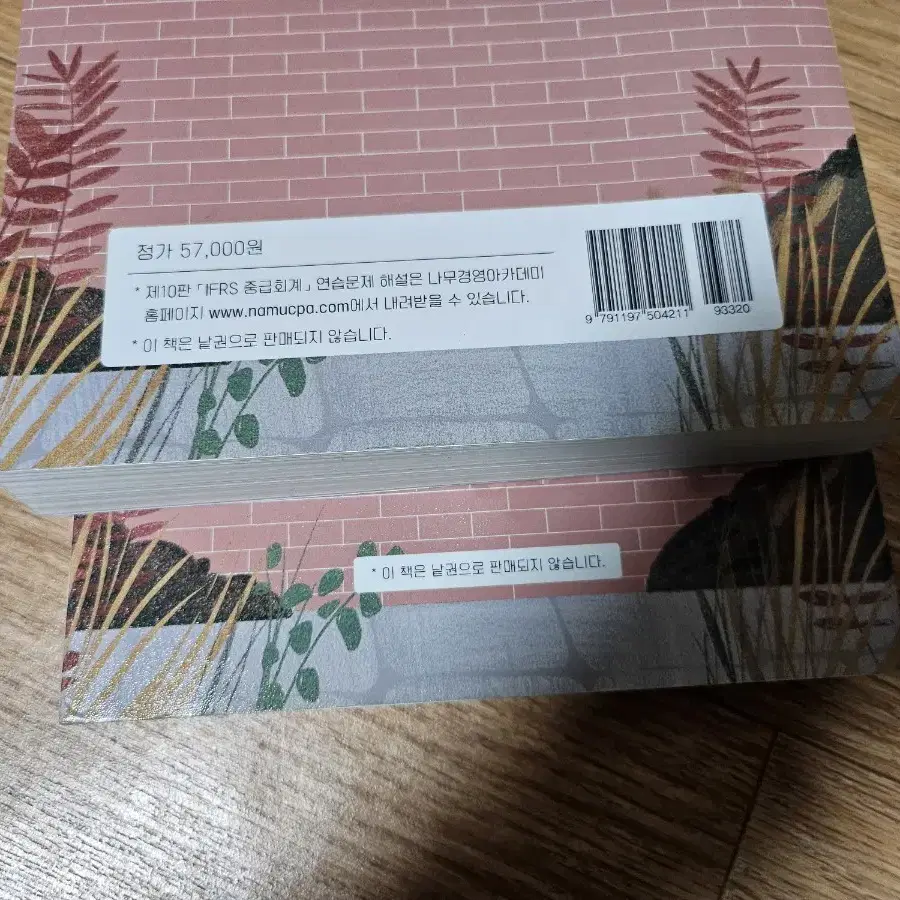 정가 57,000원
* 제10판 「IFRS 중급회계」 연습문제 해설은 나무경영아카데미
홈페이지 www.namucpa.com에서 내려받을 수 있습니다.
* 이 책은 낱권으로 판매되지 않습니다.
9 791197 504211
93320
* 이 책은 낱권으로 판매되지 않습니다.